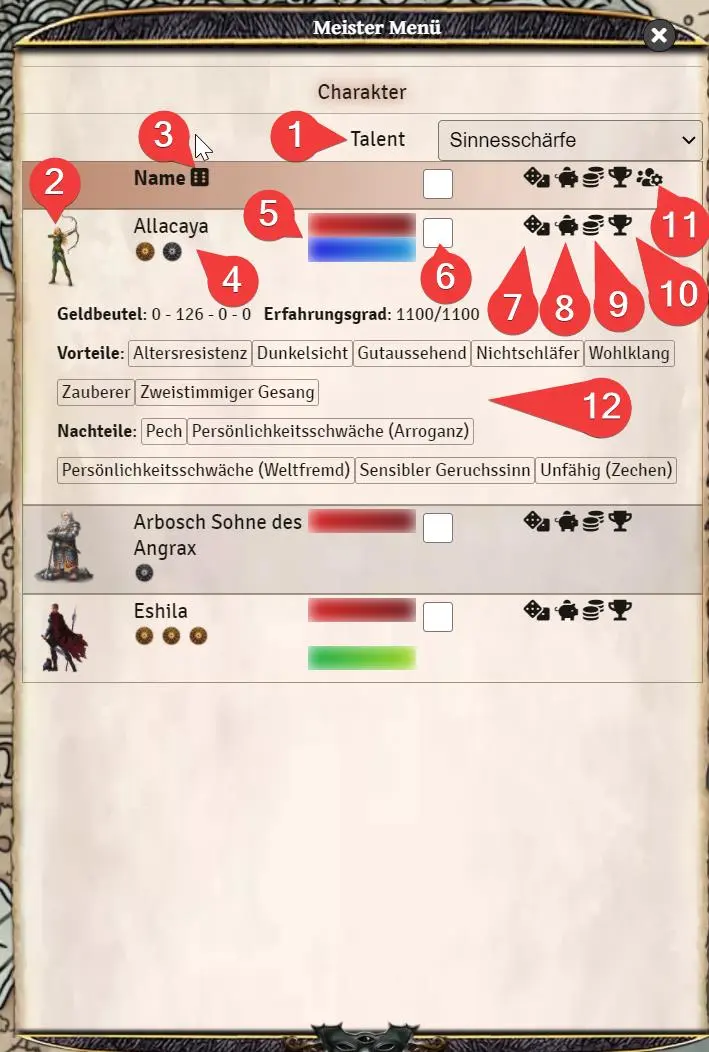 Meister Menü
Charakter
1 Talent Sinnesschärfe
3
2 Name
11
Allacaya
5
4 6 7 8 9 10
Geldbeutel: 0 - 126 - 0 - 0 Erfahrungsgrad: 1100/1100
Vorteile: Altersresistenz Dunkelsicht Gutaussehend Nichtschläfer Wohlklang
Zauberer Zweistimmiger Gesang
12
Nachteile: Pech Persönlichkeitsschwäche (Arroganz)
Persönlichkeitsschwäche (Weltfremd) Sensibler Geruchssinn Unfähig (Zechen)
Arbosch Sohne des
Angrax
Eshila